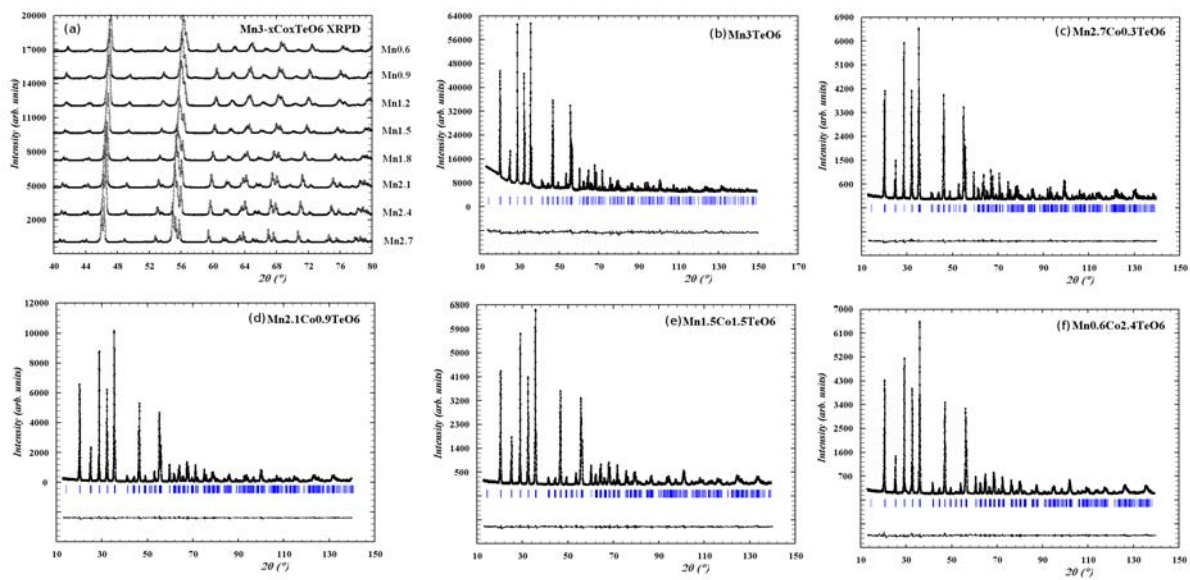 (a) Mn3-xCoxTeO6 XRPD
Intensity (arb. units)
20000
17000
14000
11000
8000
5000
2000
Mn0.6
Mn0.9
Mn1.2
Mn1.5
Mn1.8
Mn2.1
Mn2.4
Mn2.7
40 44 48 52 56 60 64 68 72 76 80
2θ (°)
(b) Mn3TeO6
Intensity (arb. units)
64000
56000
48000
40000
32000
24000
16000
8000
0
10 30 50 70 90 110 130 150 170
2θ (°)
(c) Mn2.7Co0.3TeO6
Intensity (arb. units)
6900
6000
5100
4200
3300
2400
1500
600
10 30 50 70 90 110 130 150
2θ (°)
(d) Mn2.1Co0.9TeO6
Intensity (arb. units)
12000
10000
8000
6000
4000
2000
0
10 30 50 70 90 110 130 150
2θ (°)
(e) Mn1.5Co1.5TeO6
Intensity (arb. units)
6800
5900
5000
4100
3200
2300
1400
500
10 30 50 70 90 110 130 150
2θ (°)
(f) Mn0.6Co2.4TeO6
Intensity (arb. units)
7000
6100
5200
4300
3400
2500
1600
700
10 30 50 70 90 110 130 150
2θ (°)